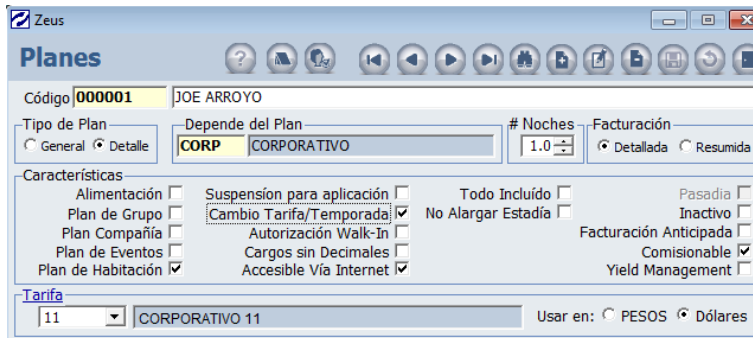 Zeus
Planes
Código 000001 JOE ARROYO
Tipo de Plan Depende del Plan # Noches Facturación
General Detalle CORP CORPORATIVO 1.0 Detallada Resumida
Características
Alimentación Suspensíon para aplicación Todo Incluído Pasadia
Plan de Grupo Cambio Tarifa/Temporada No Alargar Estadía Inactivo
Plan Compañía Autorización Walk-In Facturación Anticipada
Plan de Eventos Cargos sin Decimales Comisionable
Plan de Habitación Accesible Vía Internet Yield Management
Tarifa
11 CORPORATIVO 11 Usar en: PESOS Dólares